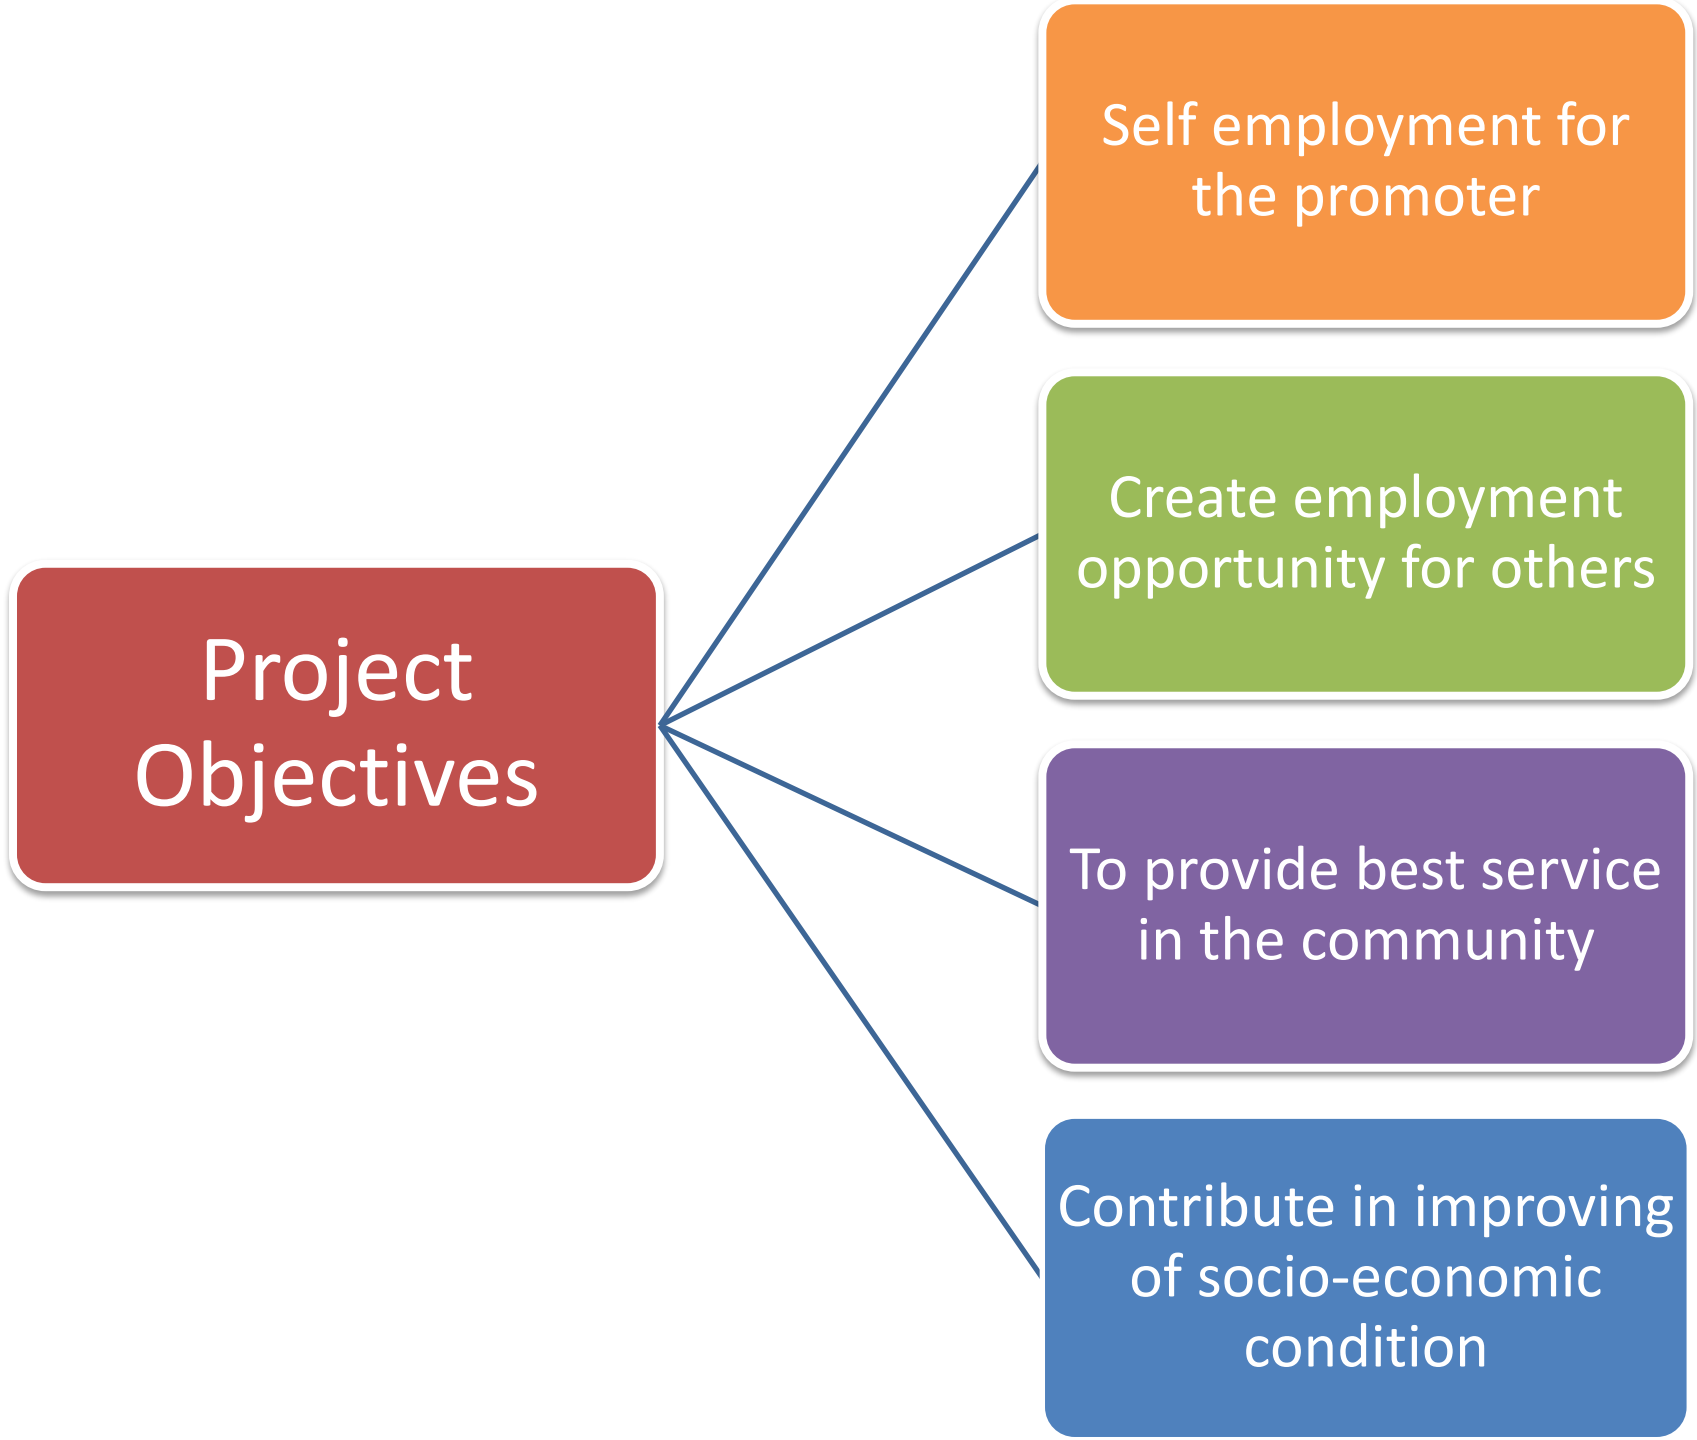 Project
Objectives
Self employment for
the promoter
Create employment
opportunity for others
To provide best service
in the community
Contribute in improving
of socio-economic
condition